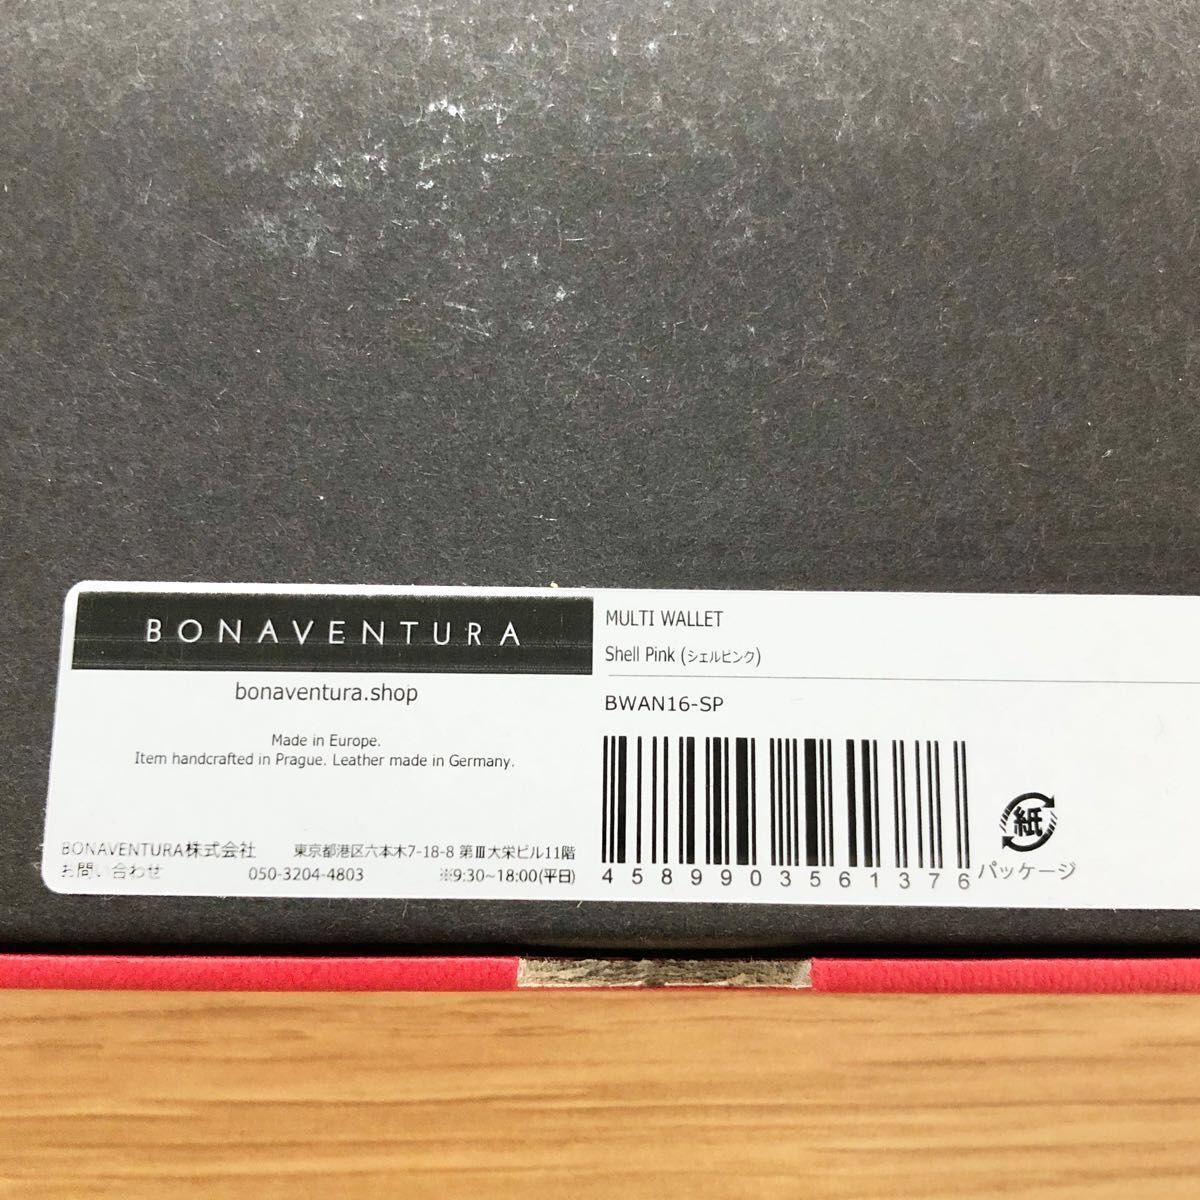 BONAVENTURA
bonaventura.shop
Made in Europe.
Item handcrafted in Prague. Leather made in Germany.
BONAVENTURA株式会社 東京都港区六本木7-18-8 第Ⅲ大栄ビル11階
お問い合わせ 050-3204-4803 ※9:30~18:00(平日)
MULTI WALLET
Shell Pink (シェルピンク)
BWAN16-SP
4589903561376
紙
パッケージ